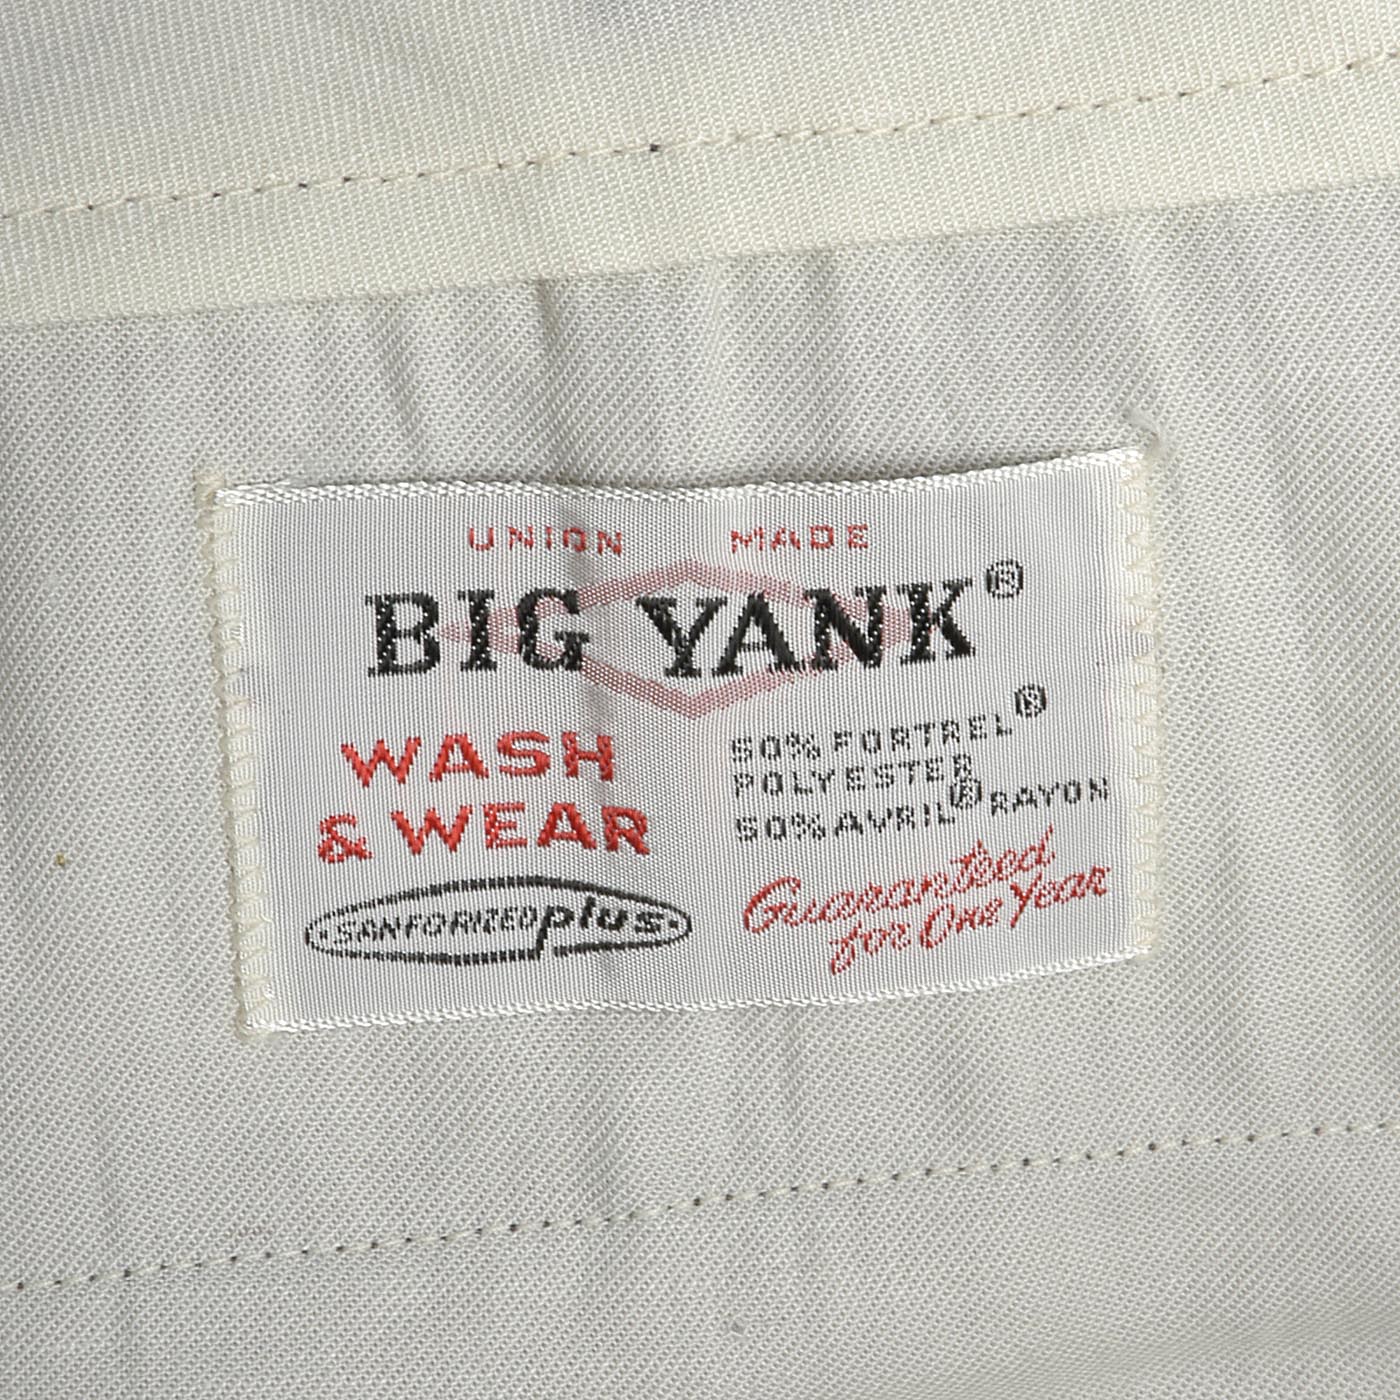 UNION MADE
BIG YANK®
WASH
& WEAR
SANFORIZED plus
50% FORTREL®
POLYESTER
50% AVRIL® RAYON
Guaranteed
for One Year